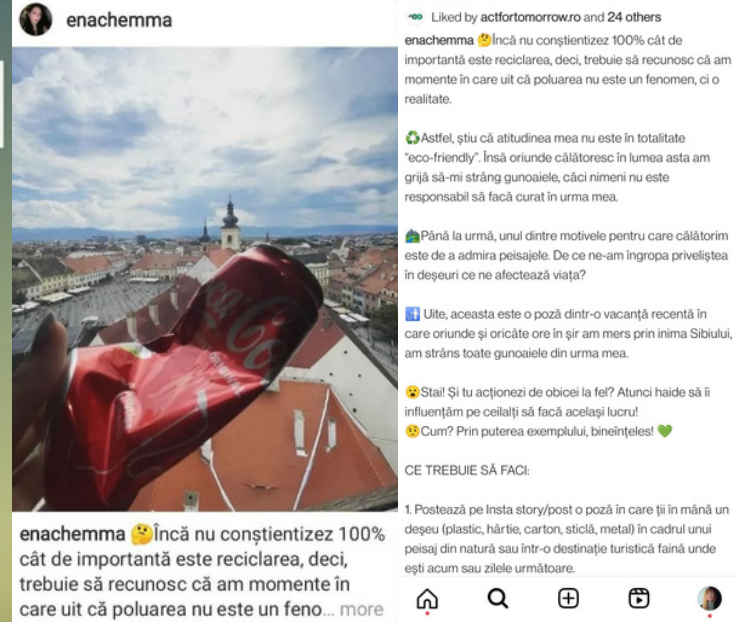 enachemma
Coca-Cola
enachemma 🤔Încă nu conștientizez 100%
cât de importantă este reciclarea, deci,
trebuie să recunosc că am momente în
care uit că poluarea nu este un feno... more
Liked by actfortomorrow.ro and 24 others
enachemma 🤔Încă nu conștientizez 100% cât de
importantă este reciclarea, deci, trebuie să recunosc că am
momente în care uit că poluarea nu este un fenomen, ci o
realitate.
♻️Astfel, știu că atitudinea mea nu este în totalitate
“eco-friendly”. Însă oriunde călătoresc în lumea asta am
grijă să-mi strâng gunoaiele, căci nimeni nu este
responsabil să facă curat în urma mea.
🏞️Până la urmă, unul dintre motivele pentru care călătorim
este de a admira peisajele. De ce ne-am îngropa priveliștea
în deșeuri ce ne afectează viața?
🚮 Uite, aceasta este o poză dintr-o vacanță recentă în
care oriunde și oricâte ore în șir am mers prin inima Sibiului,
am strâns toate gunoaiele din urma mea.
😮Stai! Și tu acționezi de obicei la fel? Atunci haide să îi
influențăm pe ceilalți să facă același lucru!
🤨Cum? Prin puterea exemplului, bineînțeles! 💚
CE TREBUIE SĂ FACI:
1. Postează pe Insta story/post o poză în care ții în mână un
deșeu (plastic, hârtie, carton, sticlă, metal) în cadrul unui
peisaj din natură sau într-o destinație turistică faină unde
ești acum sau zilele următoare.